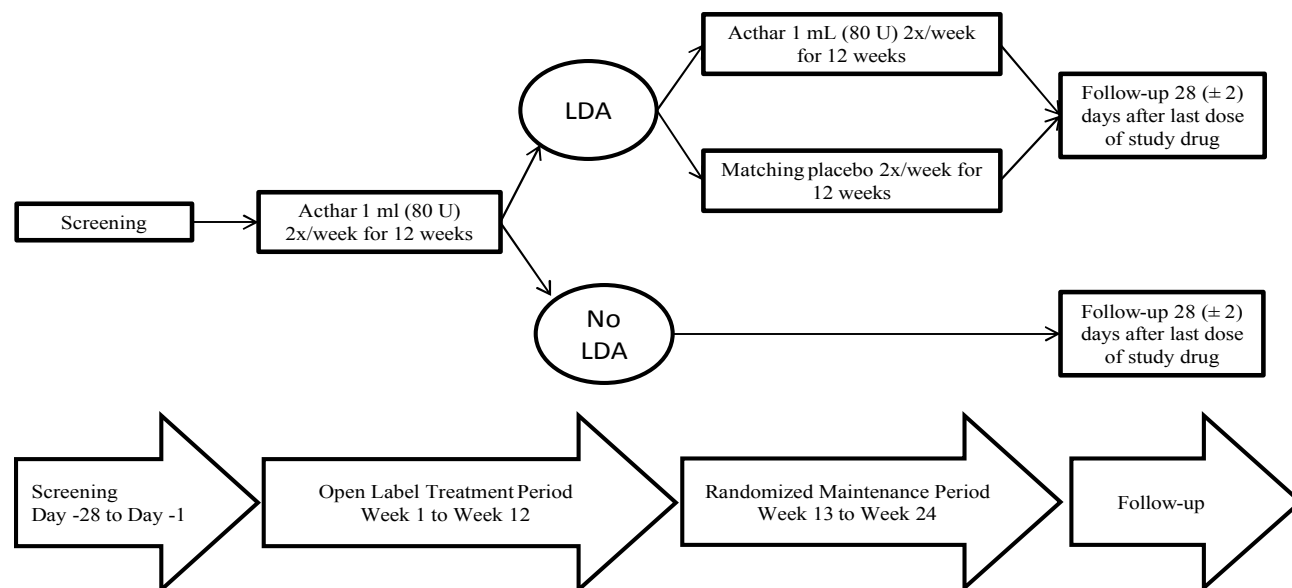 Screening
Acthar 1 ml (80 U)
2x/week for 12 weeks
LDA
Acthar 1 mL (80 U) 2x/week
for 12 weeks
Matching placebo 2x/week for
12 weeks
Follow-up 28 (± 2)
days after last dose
of study drug
No
LDA
Follow-up 28 (± 2)
days after last dose
of study drug
Screening
Day -28 to Day -1
Open Label Treatment Period
Week 1 to Week 12
Randomized Maintenance Period
Week 13 to Week 24
Follow-up